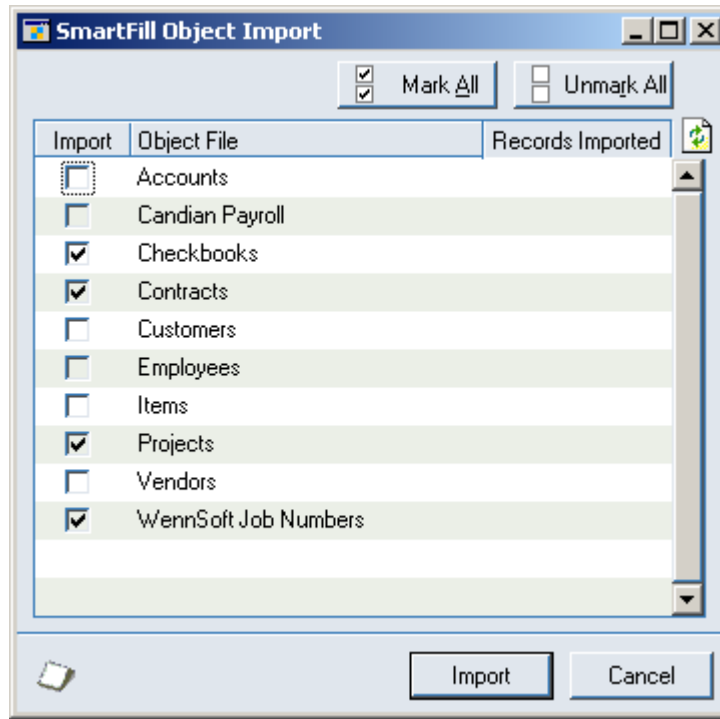 SmartFill Object Import
Mark All Unmark All
Import Object File Records Imported
Accounts
Candian Payroll
Checkbooks
Contracts
Customers
Employees
Items
Projects
Vendors
WennSoft Job Numbers
Import Cancel